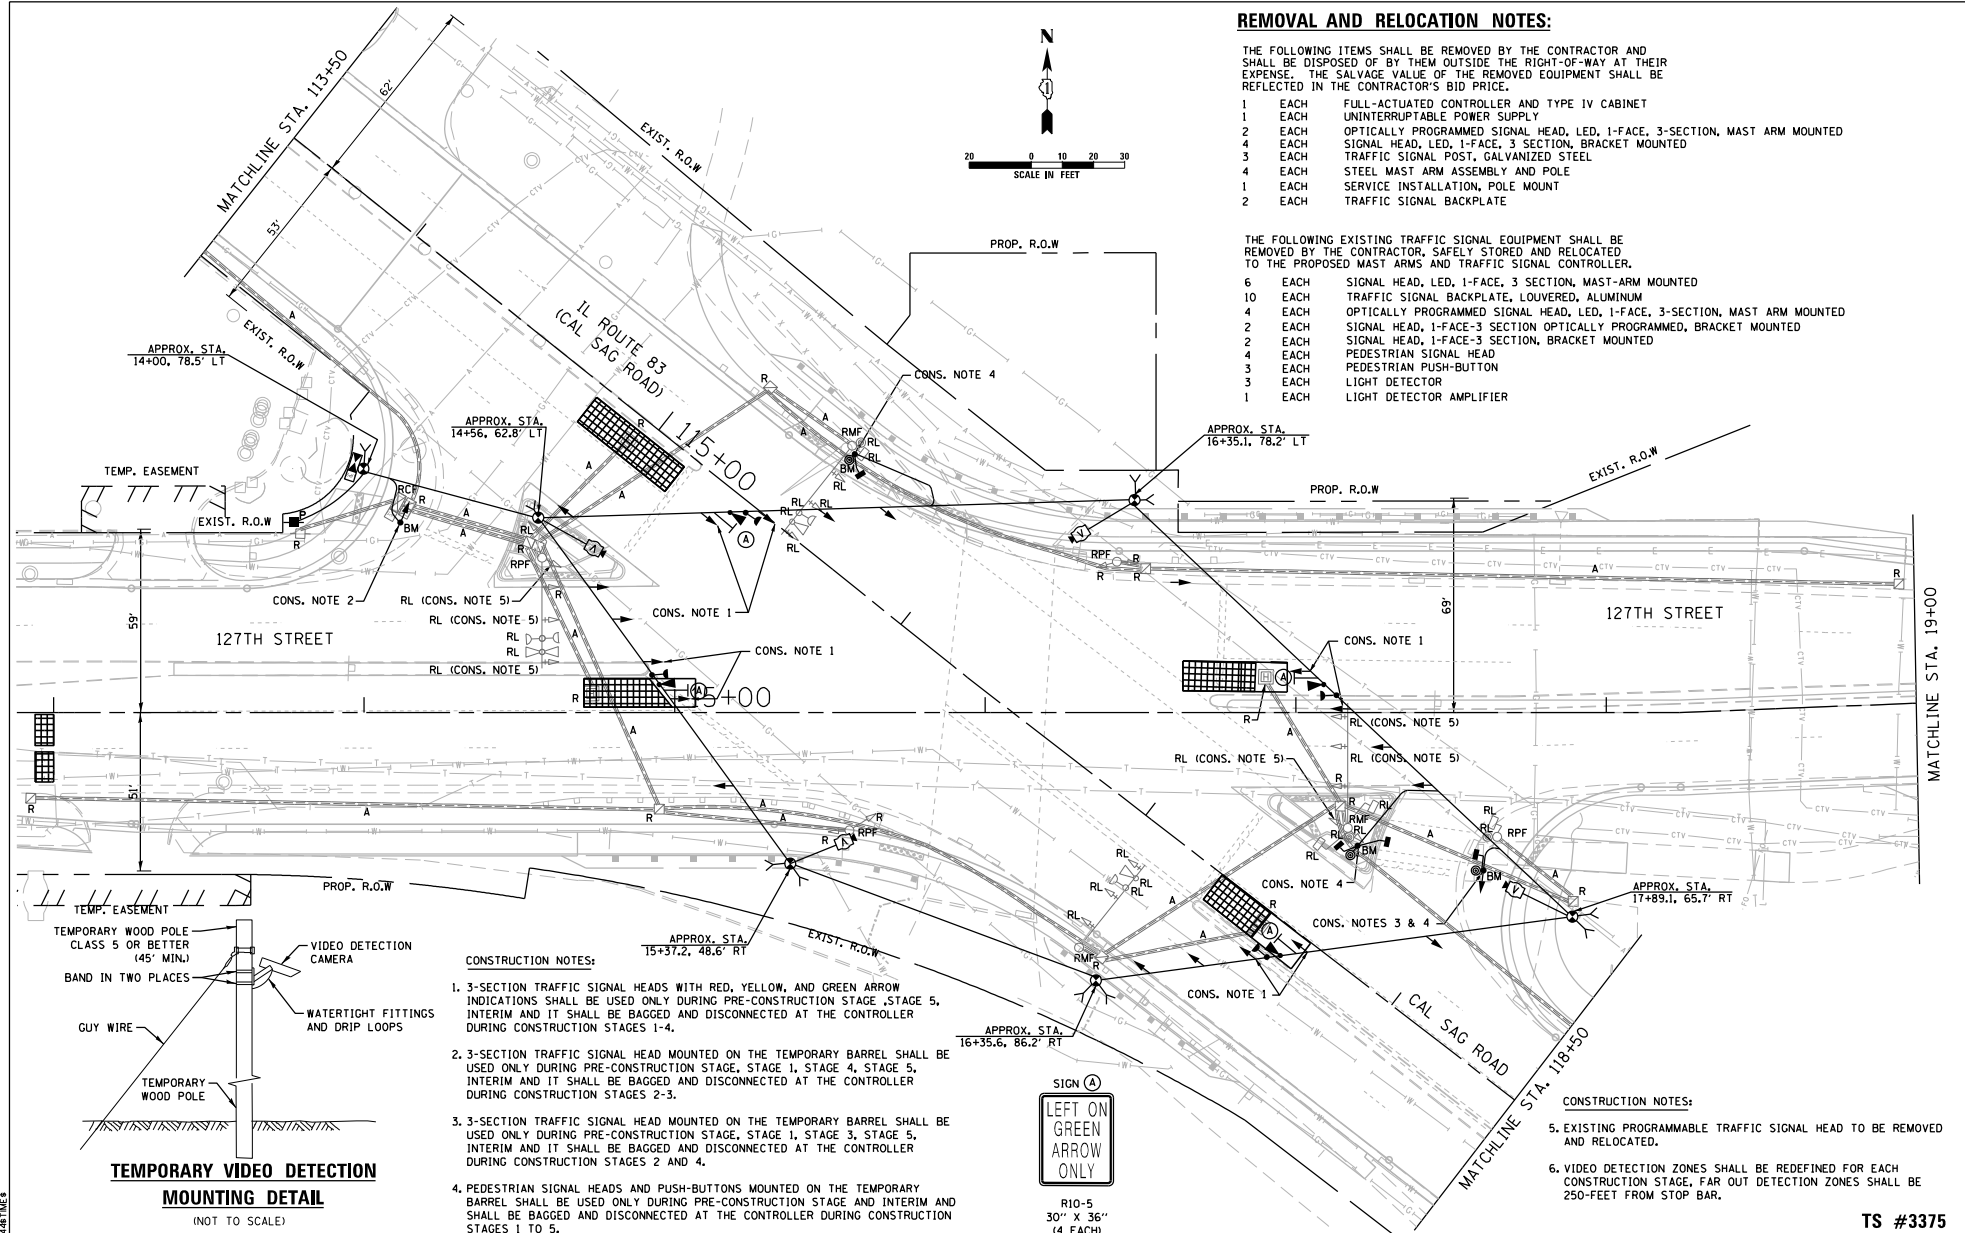 REMOVAL AND RELOCATION NOTES:
THE FOLLOWING ITEMS SHALL BE REMOVED BY THE CONTRACTOR AND
SHALL BE DISPOSED OF BY THEM OUTSIDE THE RIGHT-OF-WAY AT THEIR
EXPENSE. THE SALVAGE VALUE OF THE REMOVED EQUIPMENT SHALL BE
REFLECTED IN THE CONTRACTOR'S BID PRICE.
1 EACH FULL-ACTUATED CONTROLLER AND TYPE IV CABINET
1 EACH UNINTERRUPTABLE POWER SUPPLY
2 EACH OPTICALLY PROGRAMMED SIGNAL HEAD, LED, 1-FACE, 3-SECTION, MAST ARM MOUNTED
4 EACH SIGNAL HEAD, LED, 1-FACE, 3 SECTION, BRACKET MOUNTED
3 EACH TRAFFIC SIGNAL POST, GALVANIZED STEEL
4 EACH STEEL MAST ARM ASSEMBLY AND POLE
1 EACH SERVICE INSTALLATION, POLE MOUNT
2 EACH TRAFFIC SIGNAL BACKPLATE
THE FOLLOWING EXISTING TRAFFIC SIGNAL EQUIPMENT SHALL BE
REMOVED BY THE CONTRACTOR, SAFELY STORED AND RELOCATED
TO THE PROPOSED MAST ARMS AND TRAFFIC SIGNAL CONTROLLER.
6 EACH SIGNAL HEAD, LED, 1-FACE, 3 SECTION, MAST-ARM MOUNTED
10 EACH TRAFFIC SIGNAL BACKPLATE, LOUVERED, ALUMINUM
4 EACH OPTICALLY PROGRAMMED SIGNAL HEAD, LED, 1-FACE, 3-SECTION, MAST ARM MOUNTED
2 EACH SIGNAL HEAD, 1-FACE-3 SECTION OPTICALLY PROGRAMMED, BRACKET MOUNTED
2 EACH SIGNAL HEAD, 1-FACE-3 SECTION, BRACKET MOUNTED
4 EACH PEDESTRIAN SIGNAL HEAD
3 EACH PEDESTRIAN PUSH-BUTTON
3 EACH LIGHT DETECTOR
1 EACH LIGHT DETECTOR AMPLIFIER
N
20 0 10 20 30
SCALE IN FEET
MATCHLINE STA. 113+50
62'
53'
EXIST. R.O.W
EXIST. R.O.W
PROP. R.O.W
IL ROUTE 83
(CAL SAG ROAD)
115+00
CONS. NOTE 4
APPROX. STA.
14+00, 78.5' LT
APPROX. STA.
14+56, 62.8' LT
APPROX. STA.
16+35.1, 78.2' LT
EXIST. R.O.W
PROP. R.O.W
TEMP. EASEMENT
EXIST. R.O.W
RCF
BM
RMF
RL
RL
BM
RL
RPF
CONS. NOTE 2
RL (CONS. NOTE 5)
RL (CONS. NOTE 5)
RL
RL
RL (CONS. NOTE 5)
CONS. NOTE 1
CONS. NOTE 1
CONS. NOTE 1
59'
69'
51'
127TH STREET
127TH STREET
MATCHLINE STA. 19+00
15+00
RL (CONS. NOTE 5)
RL (CONS. NOTE 5)
RL (CONS. NOTE 5)
RPF
RMF
RL
BM
RPF
BM
CONS. NOTE 4
CONS. NOTES 3 & 4
APPROX. STA.
17+89.1, 65.7' RT
PROP. R.O.W
TEMP. EASEMENT
APPROX. STA.
15+37.2, 48.6' RT
EXIST. R.O.W
RMF
CONS. NOTE 1
APPROX. STA.
16+35.6, 86.2' RT
CAL SAG ROAD
MATCHLINE STA. 118+50
TEMPORARY WOOD POLE
CLASS 5 OR BETTER
(45' MIN.)
BAND IN TWO PLACES
GUY WIRE
VIDEO DETECTION
CAMERA
WATERTIGHT FITTINGS
AND DRIP LOOPS
TEMPORARY
WOOD POLE
TEMPORARY VIDEO DETECTION
MOUNTING DETAIL
(NOT TO SCALE)
CONSTRUCTION NOTES:
1. 3-SECTION TRAFFIC SIGNAL HEADS WITH RED, YELLOW, AND GREEN ARROW
INDICATIONS SHALL BE USED ONLY DURING PRE-CONSTRUCTION STAGE ,STAGE 5,
INTERIM AND IT SHALL BE BAGGED AND DISCONNECTED AT THE CONTROLLER
DURING CONSTRUCTION STAGES 1-4.
2. 3-SECTION TRAFFIC SIGNAL HEAD MOUNTED ON THE TEMPORARY BARREL SHALL BE
USED ONLY DURING PRE-CONSTRUCTION STAGE, STAGE 1, STAGE 4, STAGE 5,
INTERIM AND IT SHALL BE BAGGED AND DISCONNECTED AT THE CONTROLLER
DURING CONSTRUCTION STAGES 2-3.
3. 3-SECTION TRAFFIC SIGNAL HEAD MOUNTED ON THE TEMPORARY BARREL SHALL BE
USED ONLY DURING PRE-CONSTRUCTION STAGE, STAGE 1, STAGE 3, STAGE 5,
INTERIM AND IT SHALL BE BAGGED AND DISCONNECTED AT THE CONTROLLER
DURING CONSTRUCTION STAGES 2 AND 4.
4. PEDESTRIAN SIGNAL HEADS AND PUSH-BUTTONS MOUNTED ON THE TEMPORARY
BARREL SHALL BE USED ONLY DURING PRE-CONSTRUCTION STAGE AND INTERIM AND
SHALL BE BAGGED AND DISCONNECTED AT THE CONTROLLER DURING CONSTRUCTION
STAGES 1 TO 5.
SIGN A
LEFT ON
GREEN
ARROW
ONLY
R10-5
30" X 36"
(4 EACH)
CONSTRUCTION NOTES:
5. EXISTING PROGRAMMABLE TRAFFIC SIGNAL HEAD TO BE REMOVED
AND RELOCATED.
6. VIDEO DETECTION ZONES SHALL BE REDEFINED FOR EACH
CONSTRUCTION STAGE, FAR OUT DETECTION ZONES SHALL BE
250-FEET FROM STOP BAR.
TS #3375